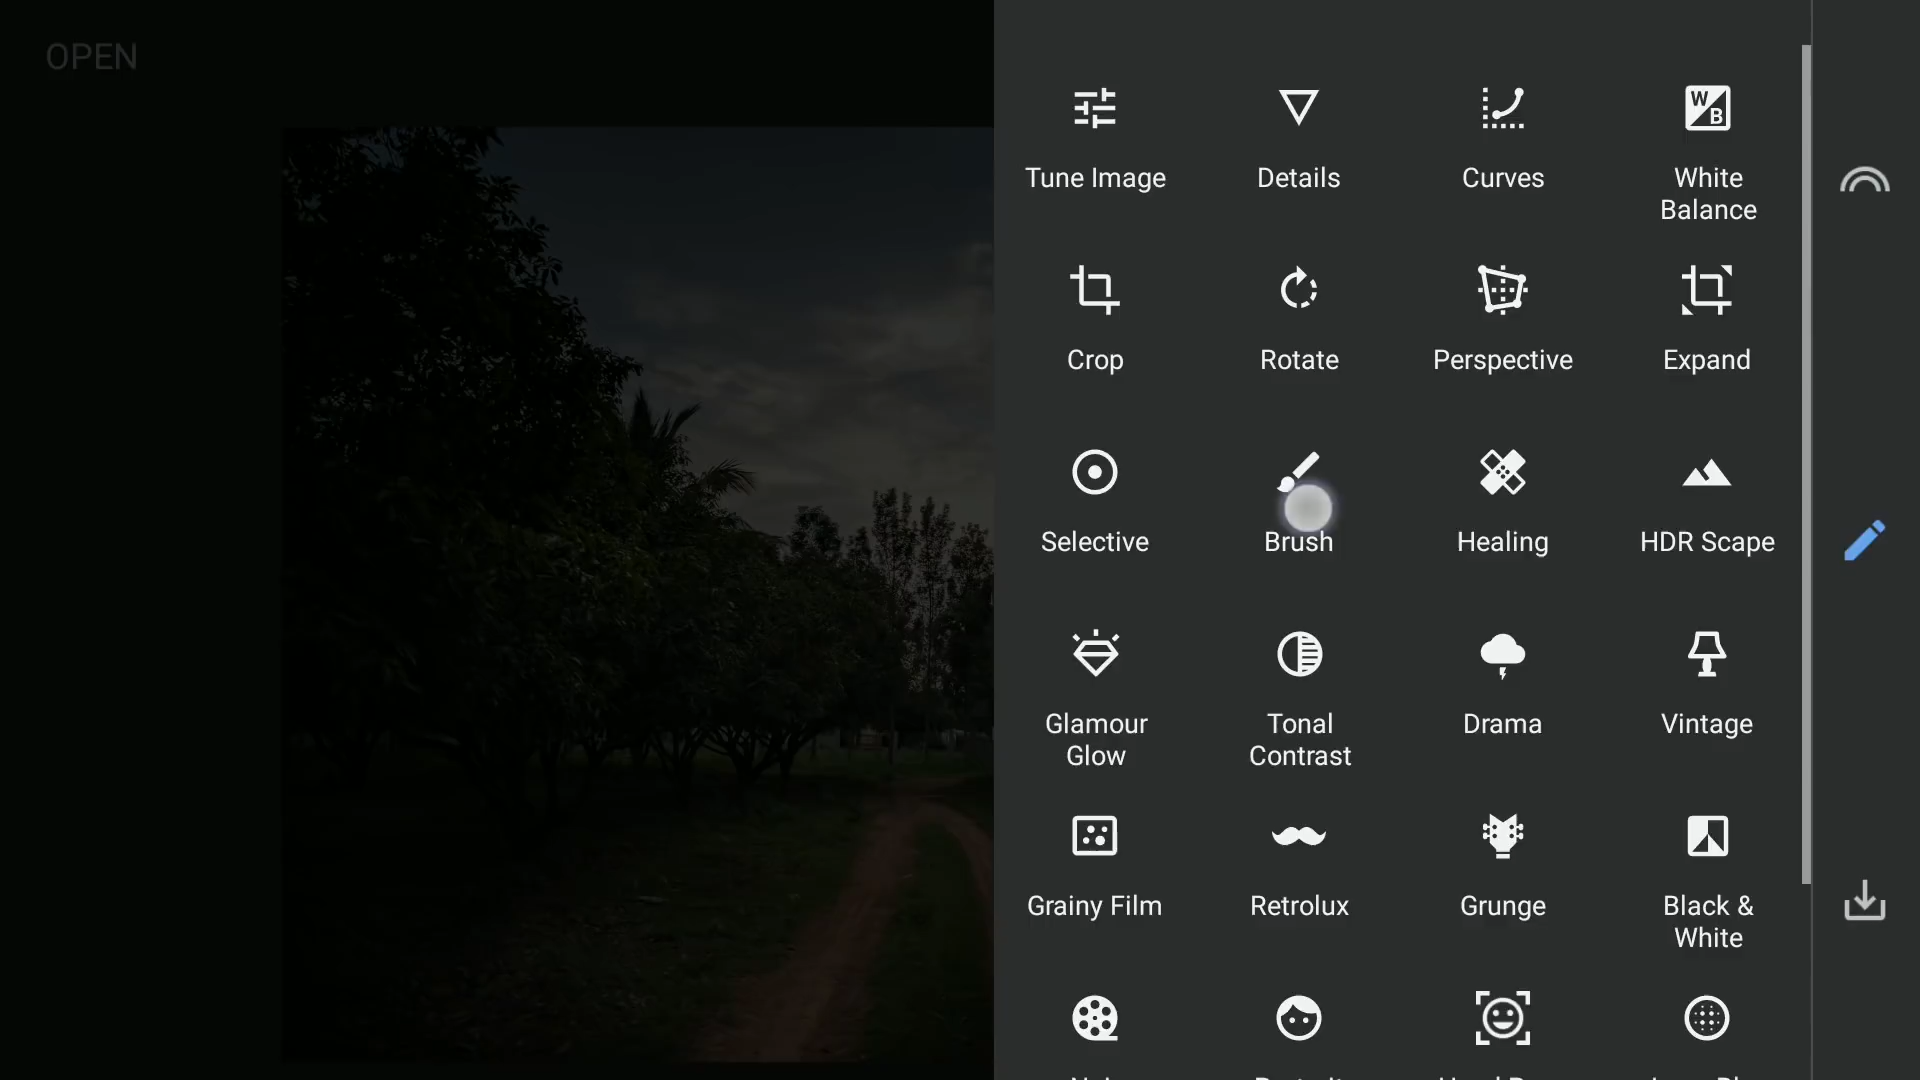 OPEN
Tune Image
Details
Curves
White
Balance
Crop
Rotate
Perspective
Expand
Selective
Brush
Healing
HDR Scape
Glamour
Glow
Tonal
Contrast
Drama
Vintage
Grainy Film
Retrolux
Grunge
Black &
White